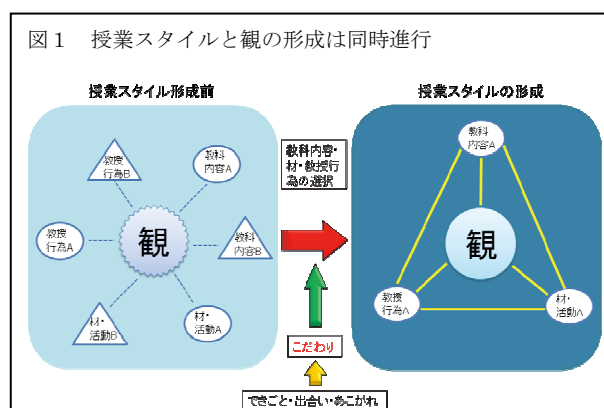 図1 授業スタイルと観の形成は同時進行
授業スタイル形成前
教授
行為B
教科
内容A
教授
行為A
観
教科
内容B
材・
活動B
材・
活動A
教科内容・
材・教授行
為の選択
こだわり
できごと・出合い・あこがれ
授業スタイルの形成
教科
内容A
観
教授
行為A
材・
活動A